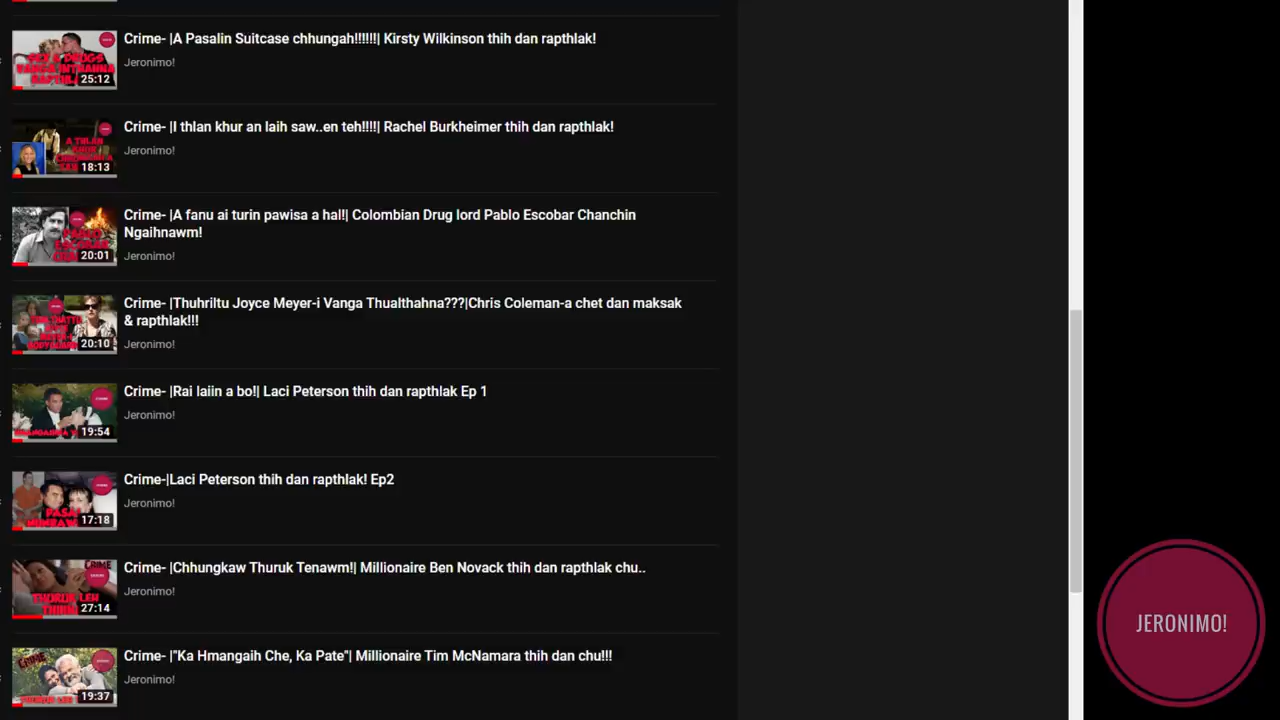 Crime- |A Pasalin Suitcase chhungah!!!!!!| Kirsty Wilkinson thih dan rapthlak!
Jeronimo!
25:12
Crime- |I thlan khur an laih saw..en teh!!!!| Rachel Burkheimer thih dan rapthlak!
Jeronimo!
18:13
Crime- |A fanu ai turin pawisa a hal!| Colombian Drug lord Pablo Escobar Chanchin
Ngaihnawm!
Jeronimo!
20:01
Crime- |Thuhriltu Joyce Meyer-i Vanga Thualthahna???|Chris Coleman-a chet dan maksak
& rapthlak!!!
Jeronimo!
20:10
Crime- |Rai laiin a bo!| Laci Peterson thih dan rapthlak Ep 1
Jeronimo!
19:54
Crime-|Laci Peterson thih dan rapthlak! Ep2
Jeronimo!
17:18
Crime- |Chhungkaw Thuruk Tenawm!| Millionaire Ben Novack thih dan rapthlak chu..
Jeronimo!
CRIME
27:14
Crime- |"Ka Hmangaih Che, Ka Pate"| Millionaire Tim McNamara thih dan chu!!!
Jeronimo!
CRIME
19:37
JERONIMO!